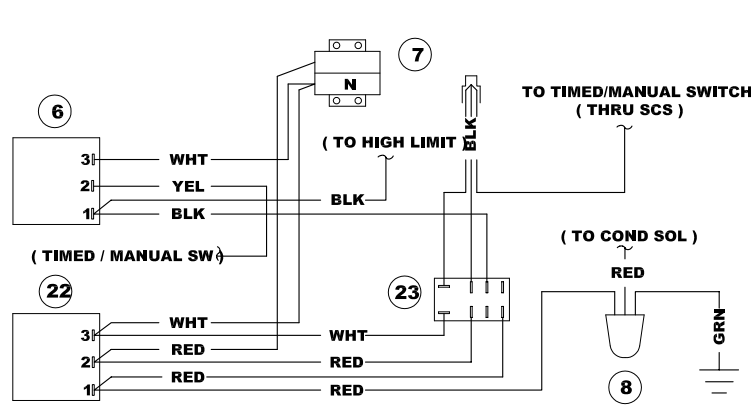 7
N
TO TIMED/MANUAL SWITCH
( THRU SCS )
6
( TO HIGH LIMIT )
BLK
3 WHT
2 YEL
BLK
1 BLK
( TIMED / MANUAL SW )
( TO COND SOL )
22
23
RED
3 WHT
WHT
RED
2 RED
RED
1 RED
GRN
8